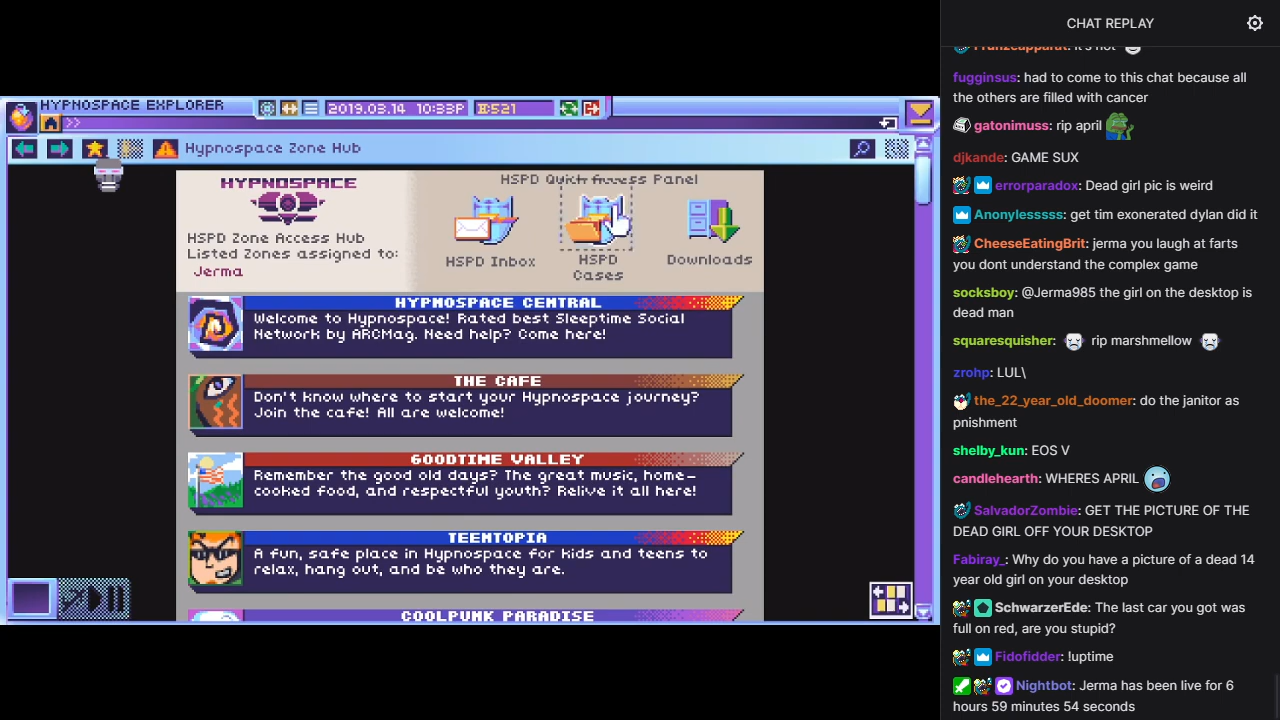 HYPNOSPACE EXPLORER
2019.03.14 10:33P
521
>>
Hypnospace Zone Hub
HYPNOSPACE
HSPD Zone Access Hub
Listed Zones assigned to:
Jerma
HSPD Quick Access Panel
HSPD Inbox
HSPD
Cases
Downloads
HYPNOSPACE CENTRAL
Welcome to Hypnospace! Rated best Sleeptime Social
Network by ARCMag. Need help? Come here!
THE CAFE
Don't know where to start your Hypnospace journey?
Join the cafe! All are welcome!
GOODTIME VALLEY
Remember the good old days? The great music, home-
cooked food, and respectful youth? Relive it all here!
TEENTOPIA
A fun, safe place in Hypnospace for kids and teens to
relax, hang out, and be who they are.
COOLPUNK PARADISE
CHAT REPLAY
Frunzeapparat: it's not
fugginsus: had to come to this chat because all
the others are filled with cancer
gatonimuss: rip april
djkande: GAME SUX
errorparadox: Dead girl pic is weird
Anonylesssss: get tim exonerated dylan did it
CheeseEatingBrit: jerma you laugh at farts
you dont understand the complex game
socksboy: @Jerma985 the girl on the desktop is
dead man
squaresquisher: rip marshmellow
zrohp: LUL\
the_22_year_old_doomer: do the janitor as
pnishment
shelby_kun: EOS V
candlehearth: WHERES APRIL
SalvadorZombie: GET THE PICTURE OF THE
DEAD GIRL OFF YOUR DESKTOP
Fabiray_: Why do you have a picture of a dead 14
year old girl on your desktop
SchwarzerEde: The last car you got was
full on red, are you stupid?
Fidofidder: !uptime
Nightbot: Jerma has been live for 6
hours 59 minutes 54 seconds